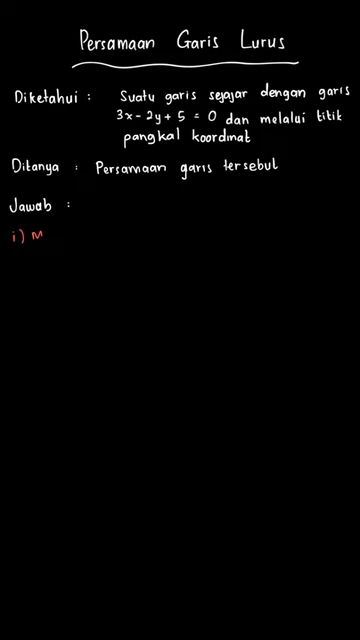 Persamaan Garis Lurus
Diketahui : Suatu garis sejajar dengan garis
3x - 2y + 5 = 0 dan melalui titik
pangkal koordinat
Ditanya : Persamaan garis tersebut
Jawab :
i) M